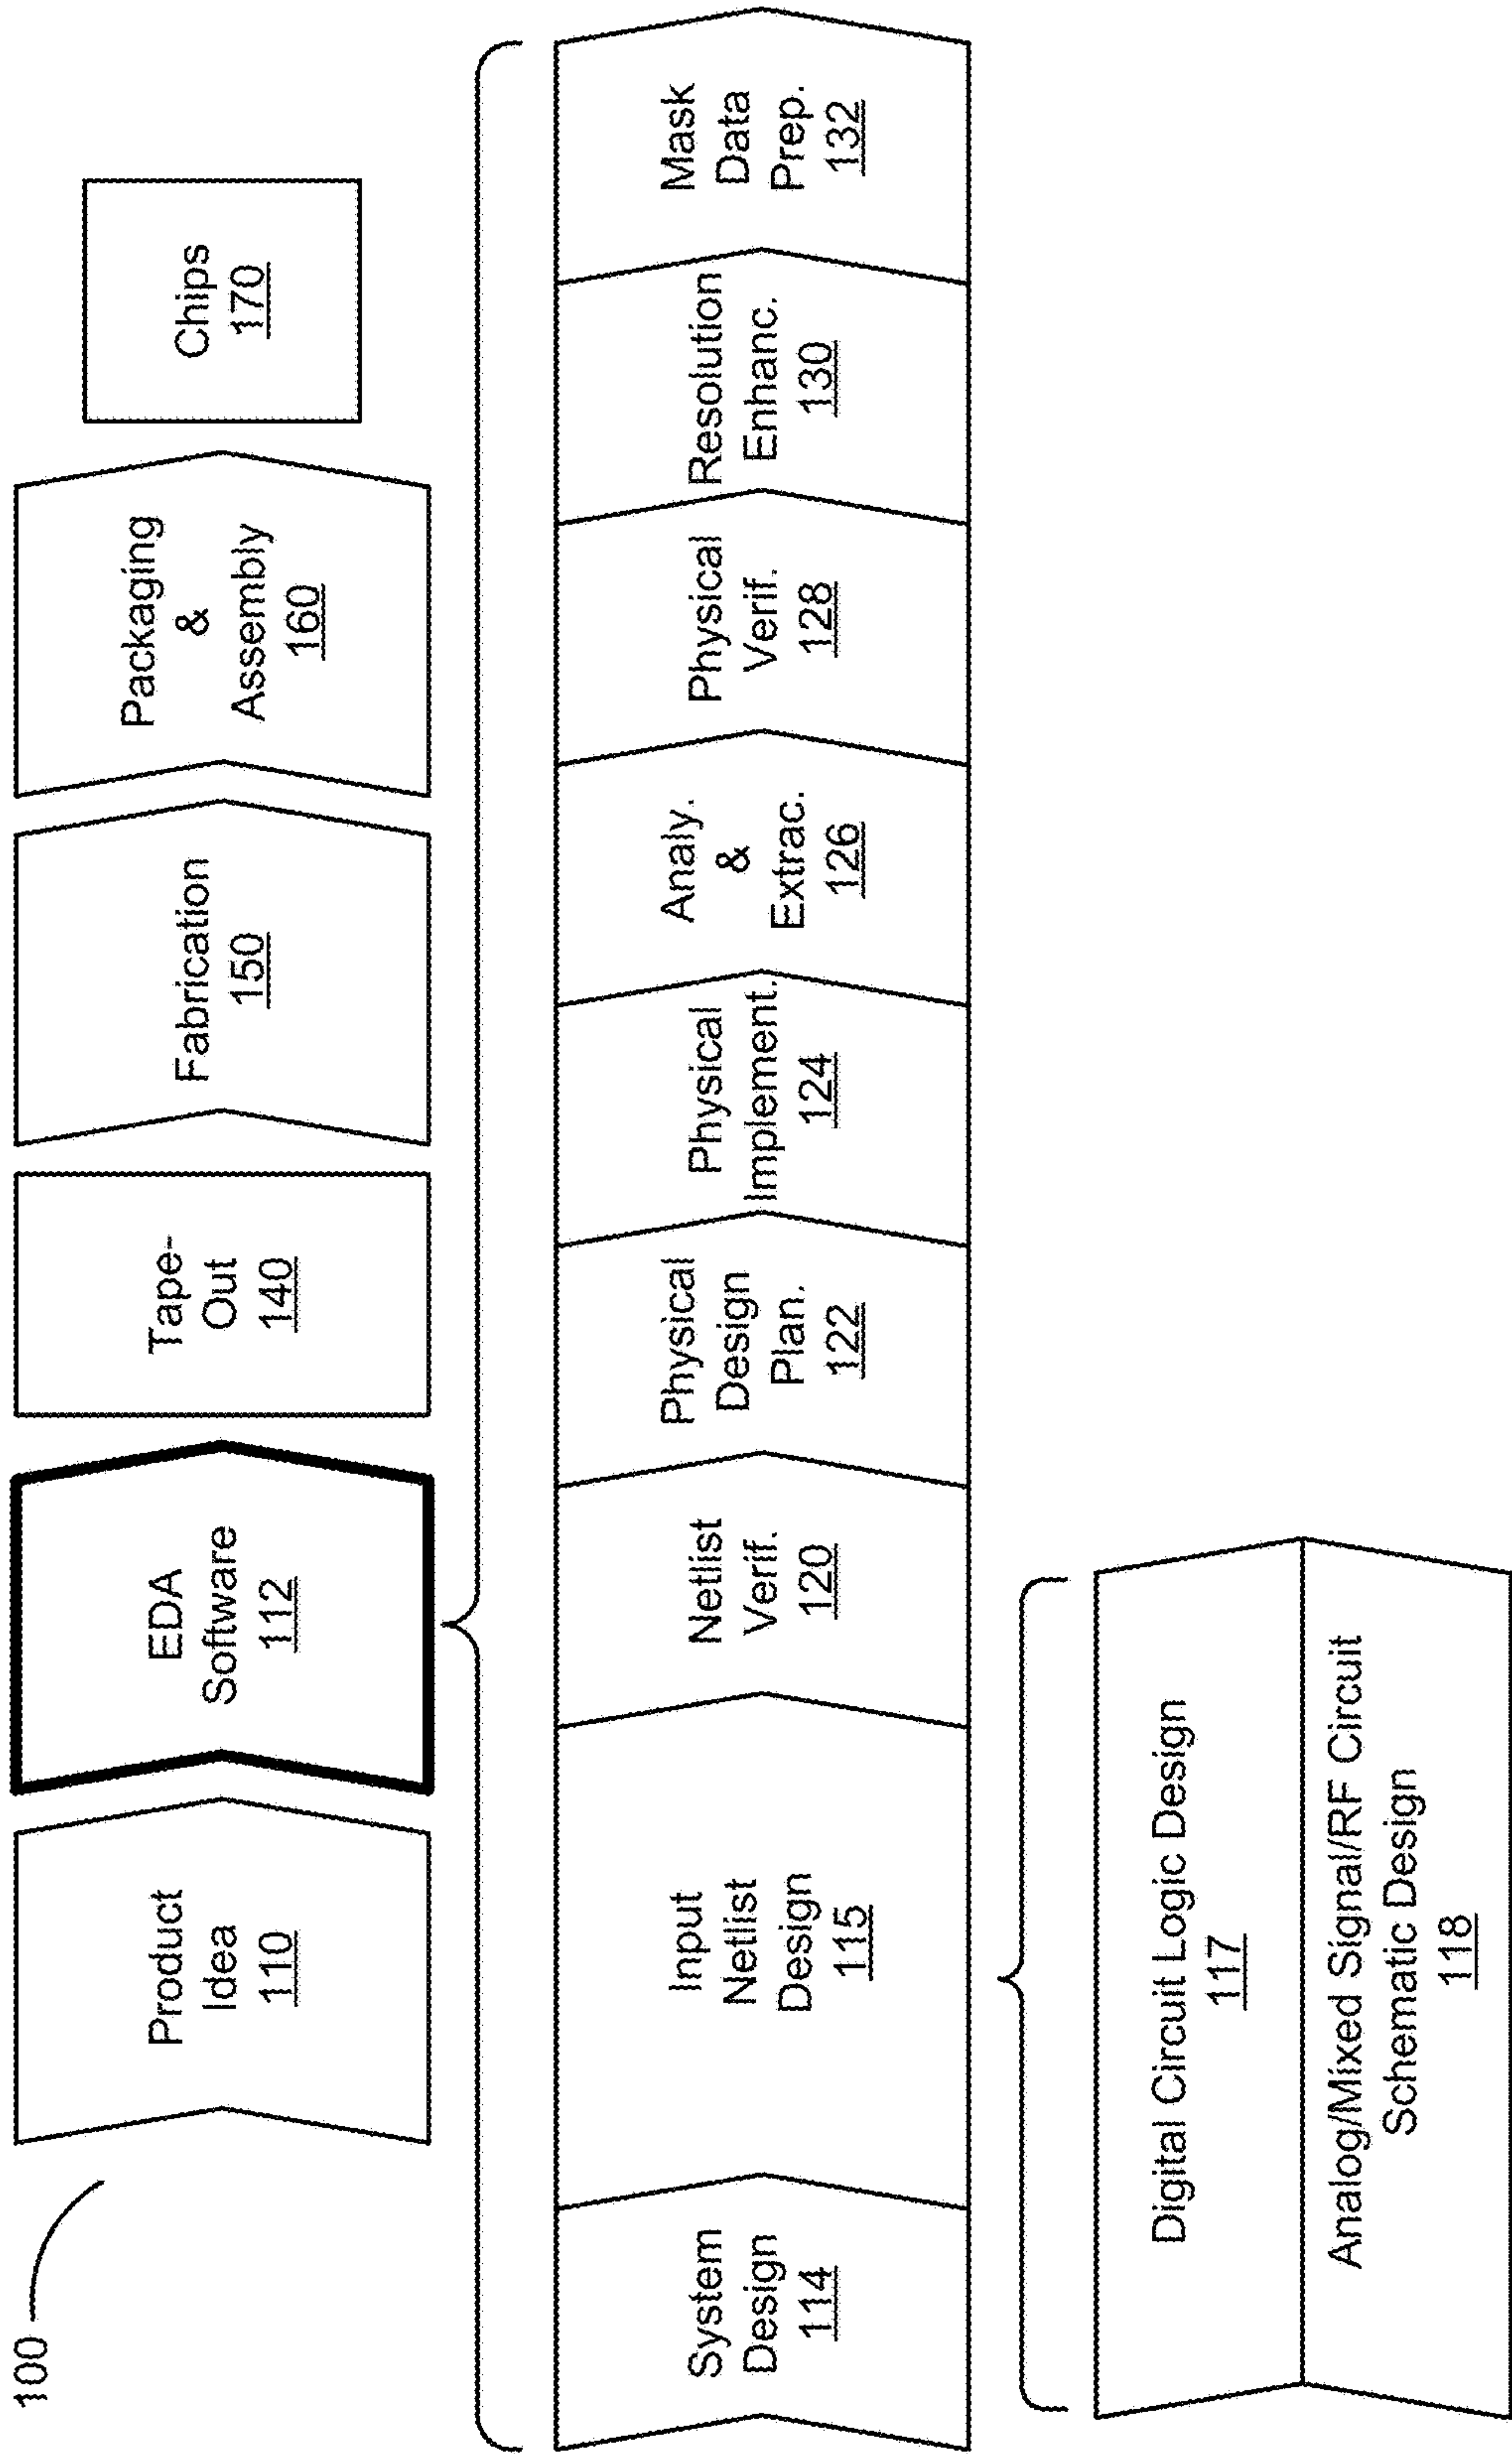 100
Product
Idea
110
EDA
Software
112
Tape-
Out
140
Fabrication
150
Packaging
&
Assembly
160
Chips
170
System
Design
114
Input
Netlist
Design
115
Netlist
Verif.
120
Physical
Design
Plan.
122
Physical
Implement.
124
Analy.
&
Extrac.
126
Physical
Verif.
128
Resolution
Enhanc.
130
Mask
Data
Prep.
132
Digital Circuit Logic Design
117
Analog/Mixed Signal/RF Circuit
Schematic Design
118